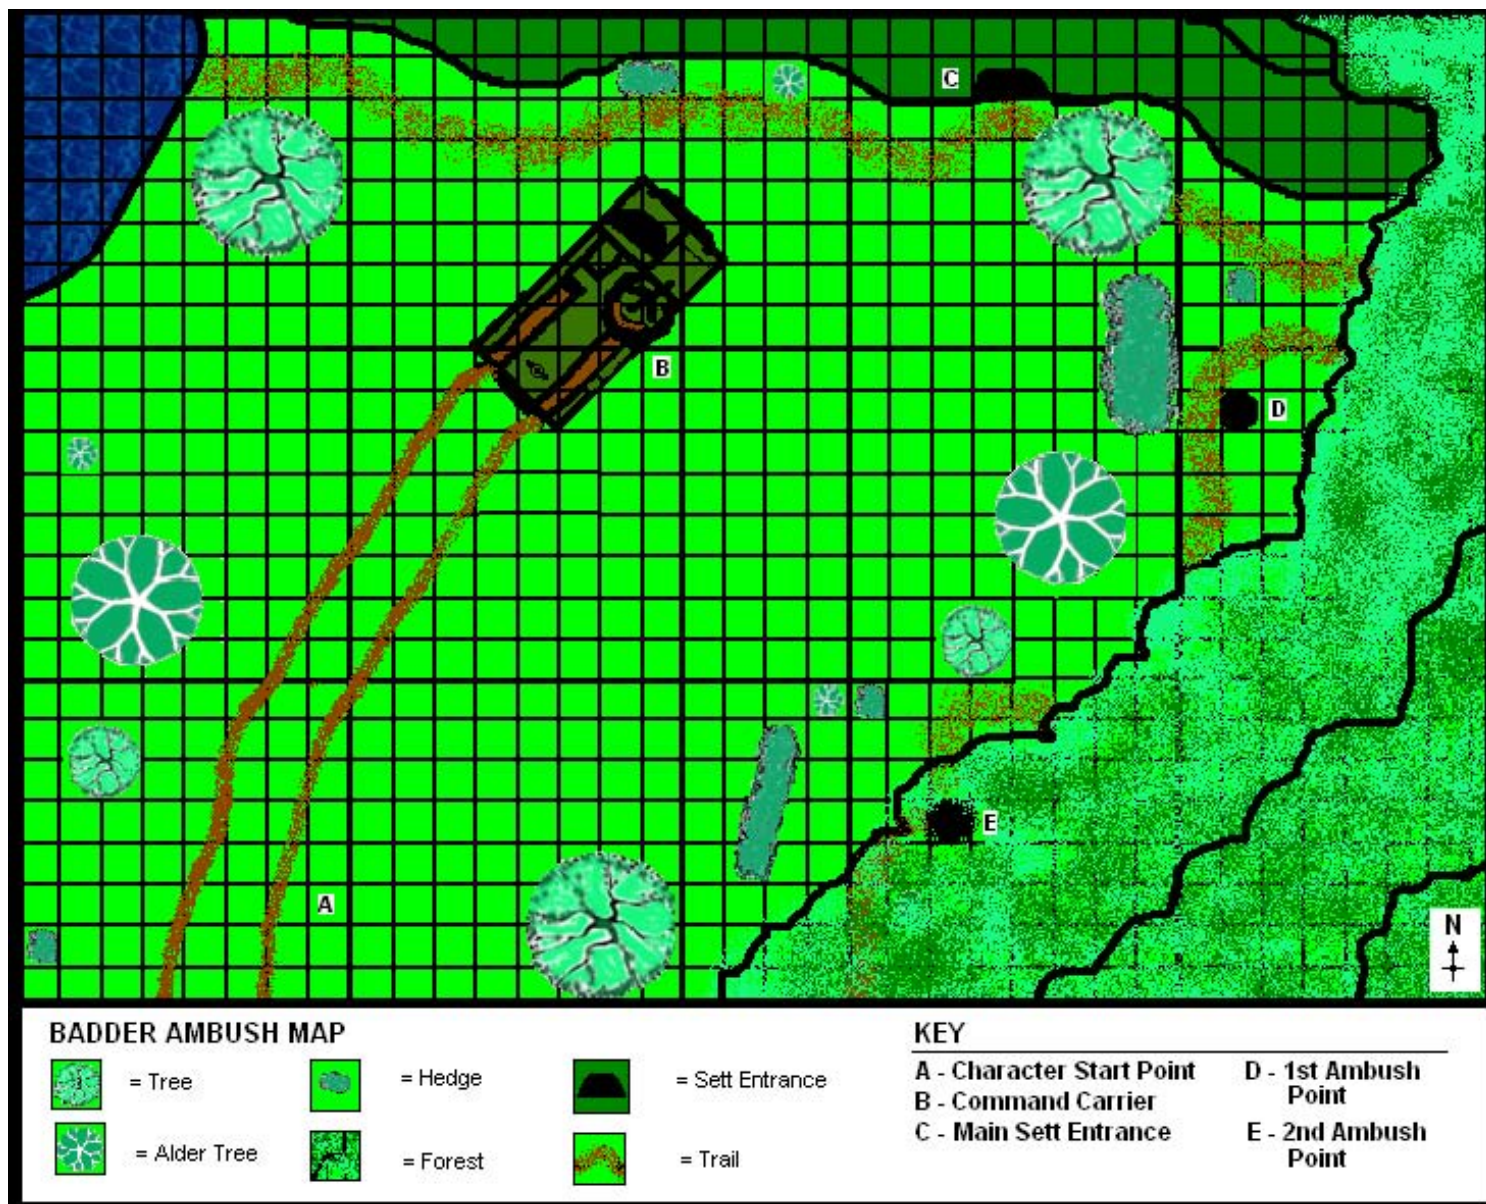 C
B
D
E
A
N
BADDER AMBUSH MAP
= Tree
= Hedge
= Sett Entrance
= Alder Tree
= Forest
= Trail
KEY
A - Character Start Point
B - Command Carrier
C - Main Sett Entrance
D - 1st Ambush
Point
E - 2nd Ambush
Point